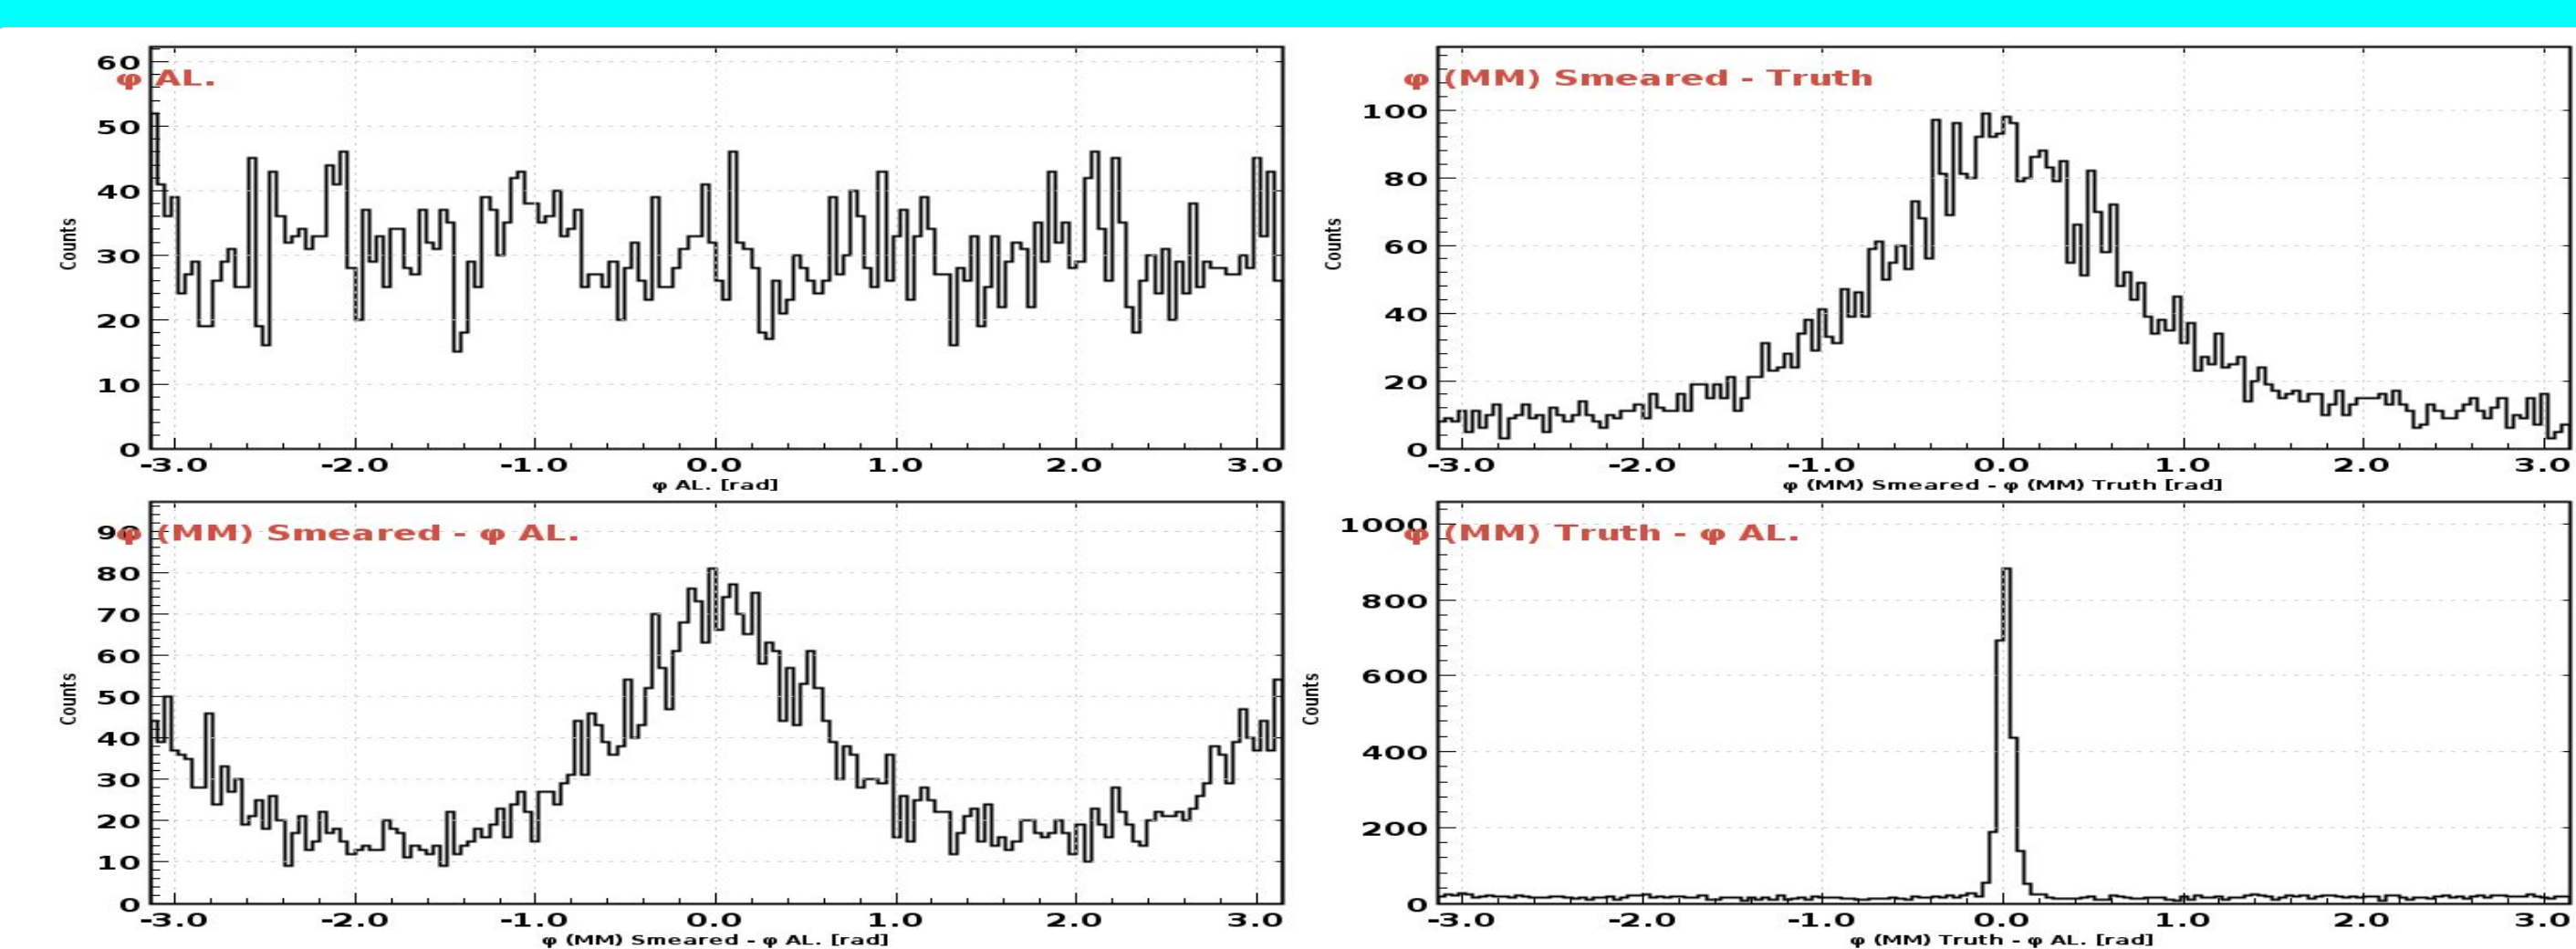 φ AL.
60
50
40
30
20
10
0
Counts
-3.0 -2.0 -1.0 0.0 1.0 2.0 3.0
φ AL. [rad]
φ (MM) Smeared - Truth
100
80
60
40
20
0
Counts
-3.0 -2.0 -1.0 0.0 1.0 2.0 3.0
φ (MM) Smeared - φ (MM) Truth [rad]
φ (MM) Smeared - φ AL.
90
80
70
60
50
40
30
20
10
0
Counts
-3.0 -2.0 -1.0 0.0 1.0 2.0 3.0
φ (MM) Smeared - φ AL. [rad]
φ (MM) Truth - φ AL.
1000
800
600
400
200
0
Counts
-3.0 -2.0 -1.0 0.0 1.0 2.0 3.0
φ (MM) Truth - φ AL. [rad]